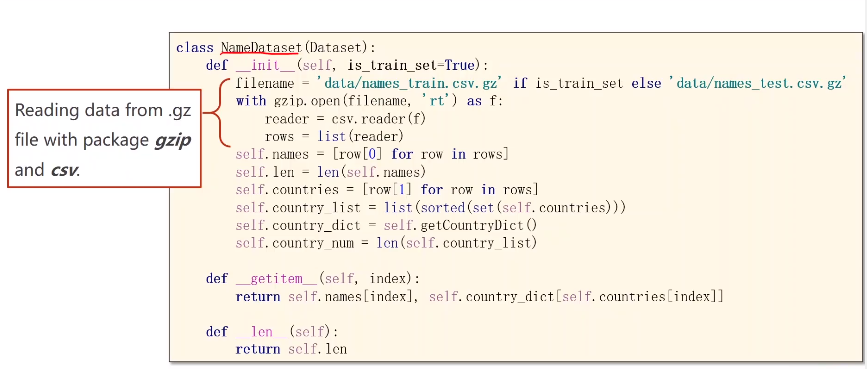 class NameDataset(Dataset):
    def __init__(self, is_train_set=True):
        filename = 'data/names_train.csv.gz' if is_train_set else 'data/names_test.csv.gz'
        with gzip.open(filename, 'rt') as f:
            reader = csv.reader(f)
            rows = list(reader)
        self.names = [row[0] for row in rows]
        self.len = len(self.names)
        self.countries = [row[1] for row in rows]
        self.country_list = list(sorted(set(self.countries)))
        self.country_dict = self.getCountryDict()
        self.country_num = len(self.country_list)
    def __getitem__(self, index):
        return self.names[index], self.country_dict[self.countries[index]]
    def __len__(self):
        return self.len
Reading data from .gz
file with package gzip
and csv.